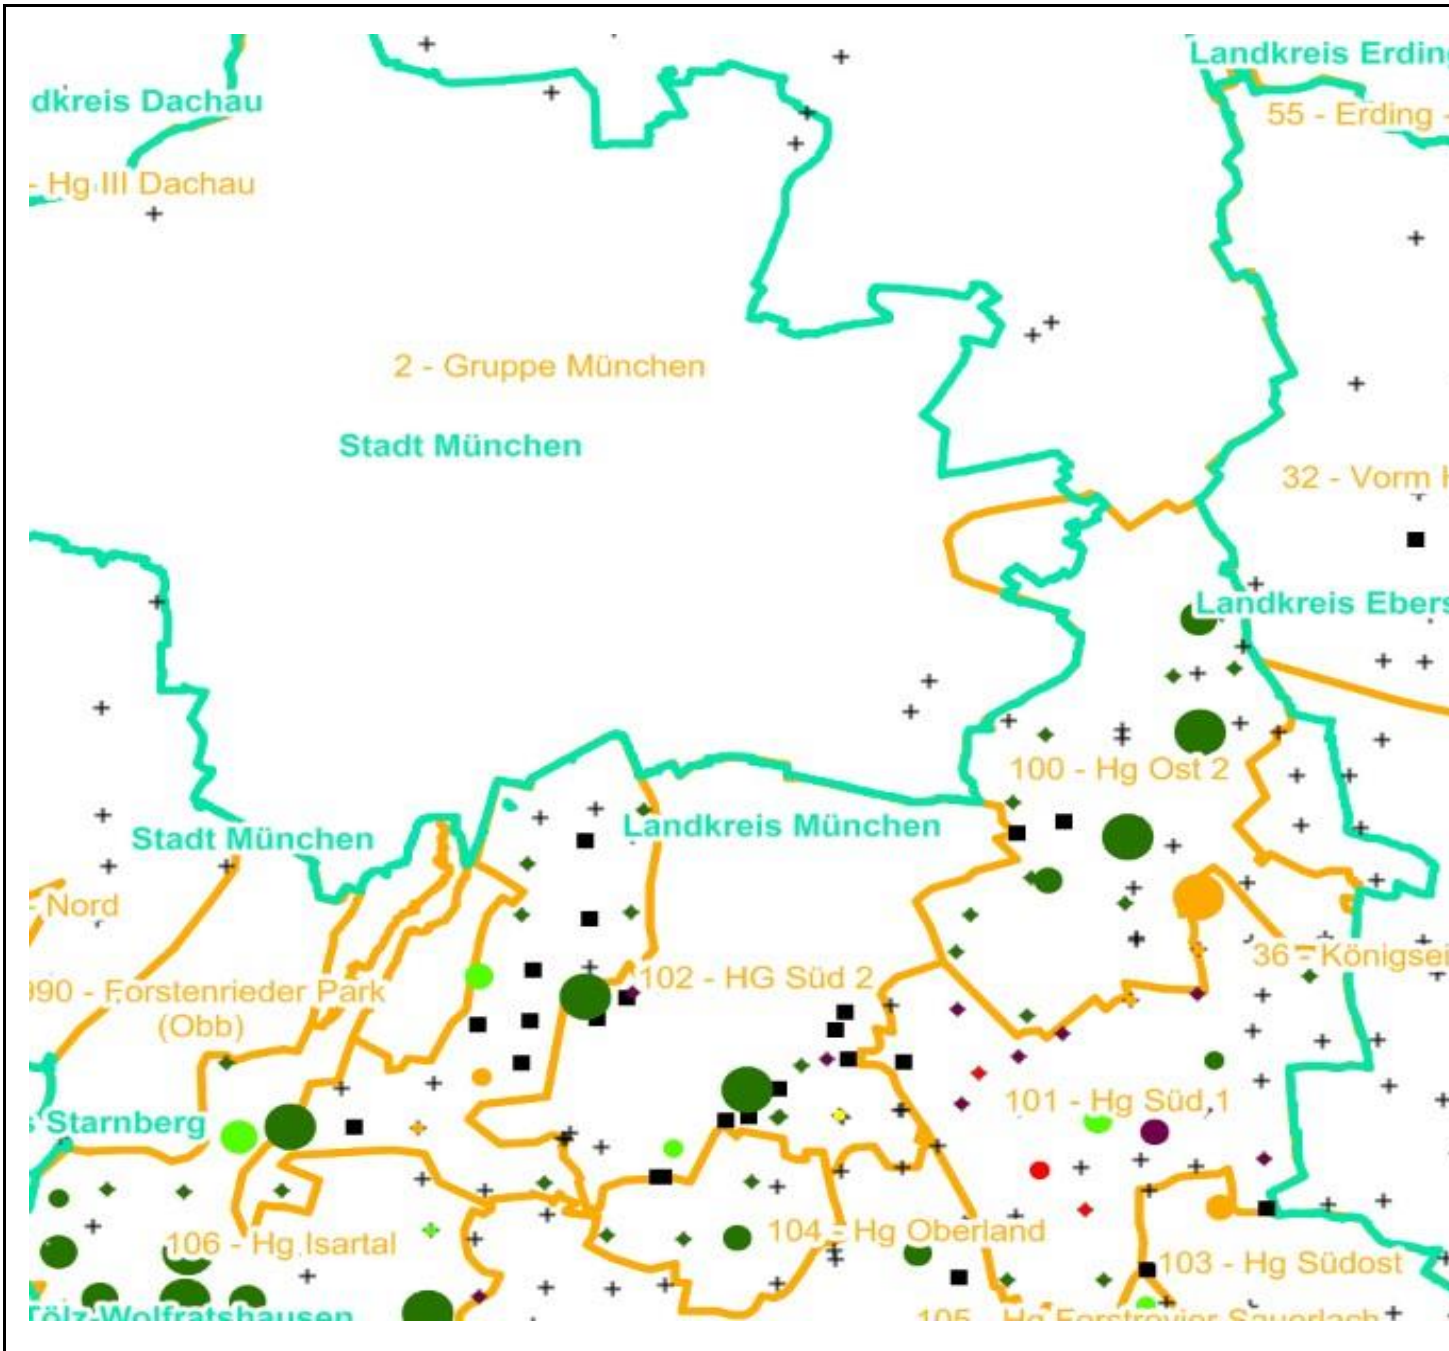 Landkreis Erding
dkreis Dachau
55 - Erding -
- Hg III Dachau
2 - Gruppe München
Stadt München
32 - Vorm H
Landkreis Ebers
100 - Hg Ost 2
Stadt München
Landkreis München
- Nord
36 - Königsei
102 - HG Süd 2
990 - Forstenrieder Park
(Obb)
101 - Hg Süd 1
s Starnberg
104 - Hg Oberland
106 - Hg Isartal
103 - Hg Südost
Tölz-Wolfratshausen
105 - Hg Forstrevier Sauerlach